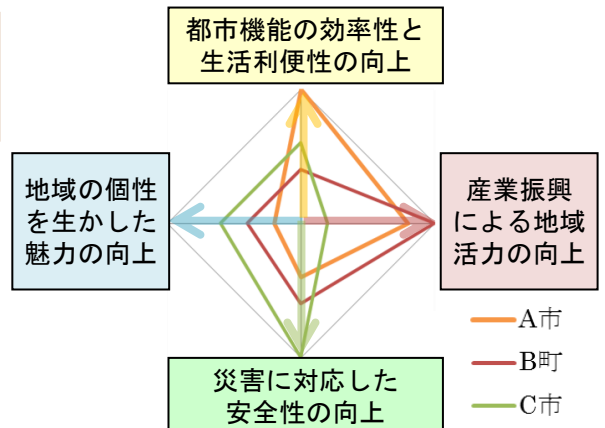 都市機能の効率性と
生活利便性の向上
地域の個性
を生かした
魅力の向上
産業振興
による地域
活力の向上
A市
B町
C市
災害に対応した
安全性の向上